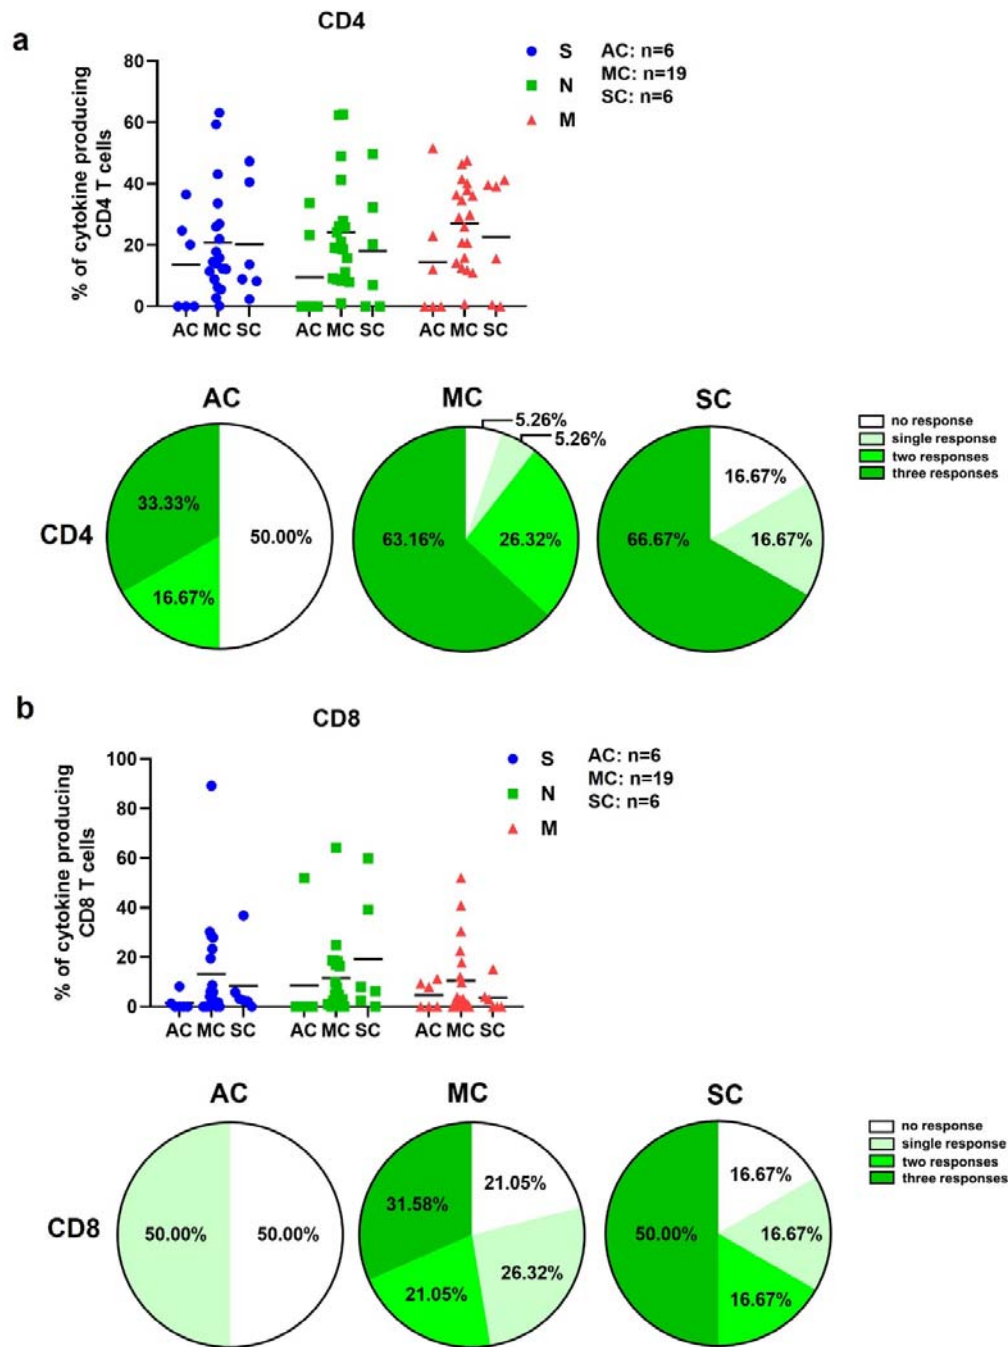 a
CD4
% of cytokine producing
CD4 T cells
80
60
40
20
0
AC MC SC
AC MC SC
AC MC SC
S
N
M
AC: n=6
MC: n=19
SC: n=6
AC
MC
SC
CD4
33.33%
50.00%
16.67%
5.26%
5.26%
63.16%
26.32%
16.67%
66.67%
16.67%
no response
single response
two responses
three responses
b
CD8
% of cytokine producing
CD8 T cells
100
80
60
40
20
0
AC MC SC
AC MC SC
AC MC SC
S
N
M
AC: n=6
MC: n=19
SC: n=6
AC
MC
SC
CD8
50.00%
50.00%
21.05%
31.58%
26.32%
21.05%
16.67%
50.00%
16.67%
16.67%
no response
single response
two responses
three responses